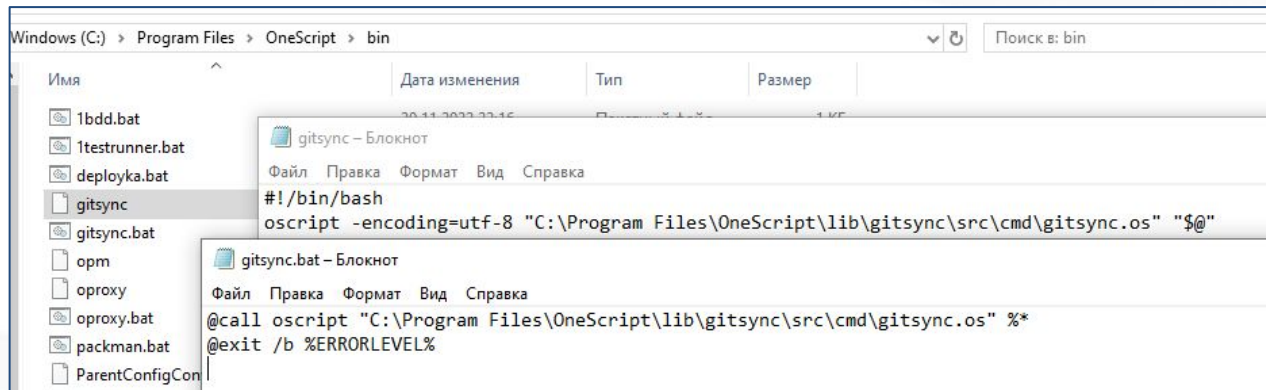 Windows (C:) > Program Files > OneScript > bin
Поиск в: bin
Имя Дата изменения Тип Размер
1bdd.bat
1testrunner.bat
deployka.bat
gitsync
gitsync.bat
opm
oproxy
oproxy.bat
packman.bat
ParentConfigCon
gitsync – Блокнот
Файл Правка Формат Вид Справка
#!/bin/bash
oscript -encoding=utf-8 "C:\Program Files\OneScript\lib\gitsync\src\cmd\gitsync.os" "$@"
gitsync.bat – Блокнот
Файл Правка Формат Вид Справка
@call oscript "C:\Program Files\OneScript\lib\gitsync\src\cmd\gitsync.os" %*
@exit /b %ERRORLEVEL%